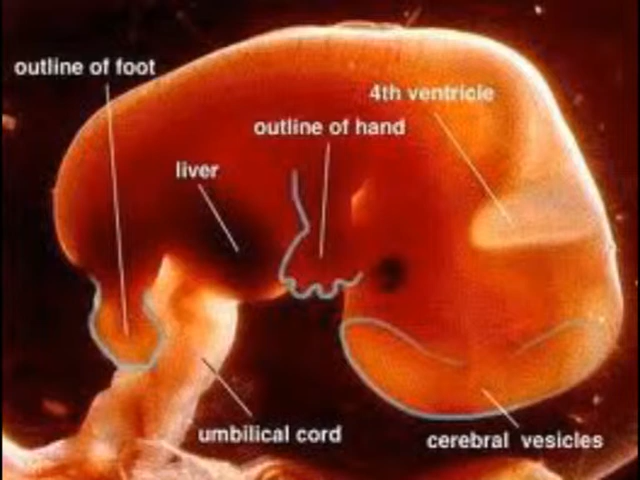 outline of foot
4th ventricle
outline of hand
liver
umbilical cord
cerebral vesicles